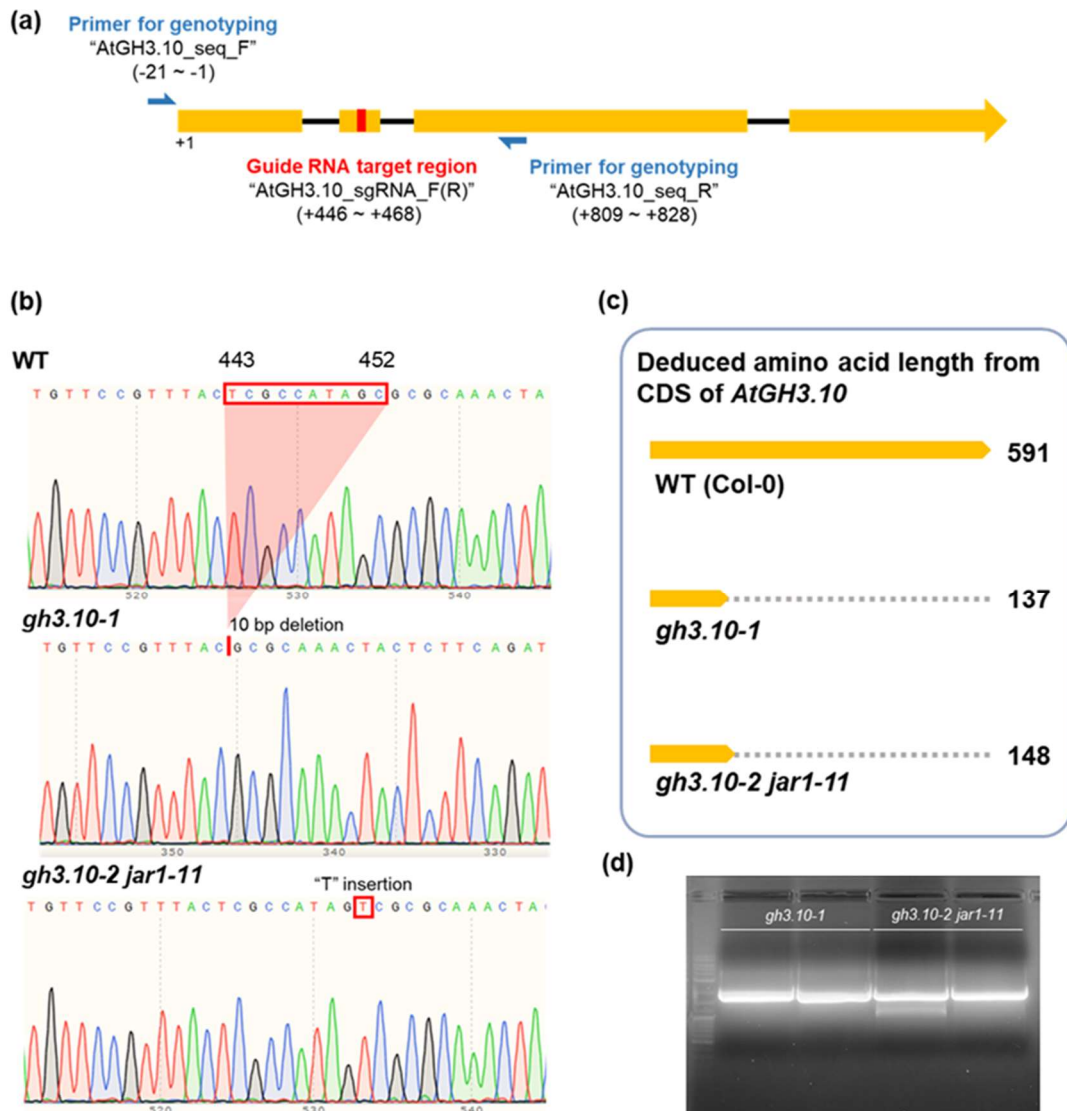 (a)
Primer for genotyping
“AtGH3.10_seq_F”
(-21 ~ -1)
+1
Guide RNA target region
“AtGH3.10_sgRNA_F(R)”
(+446 ~ +468)
Primer for genotyping
“AtGH3.10_seq_R”
(+809 ~ +828)
(b)
WT
443 452
T G T T C C G T T T A C T C G C C A T A G C G C G C A A A C T A
520 530 540
gh3.10-1
10 bp deletion
T G T T C C G T T T A C G C G C A A A C T A C T C T T C A G A T
350 340 330
gh3.10-2 jar1-11
“T” insertion
T G T T C C G T T T A C T C G C C A T A G T C G C G C A A A C T A
520 530 540
(c)
Deduced amino acid length from
CDS of AtGH3.10
591
WT (Col-0)
137
gh3.10-1
148
gh3.10-2 jar1-11
(d)
gh3.10-1 gh3.10-2 jar1-11